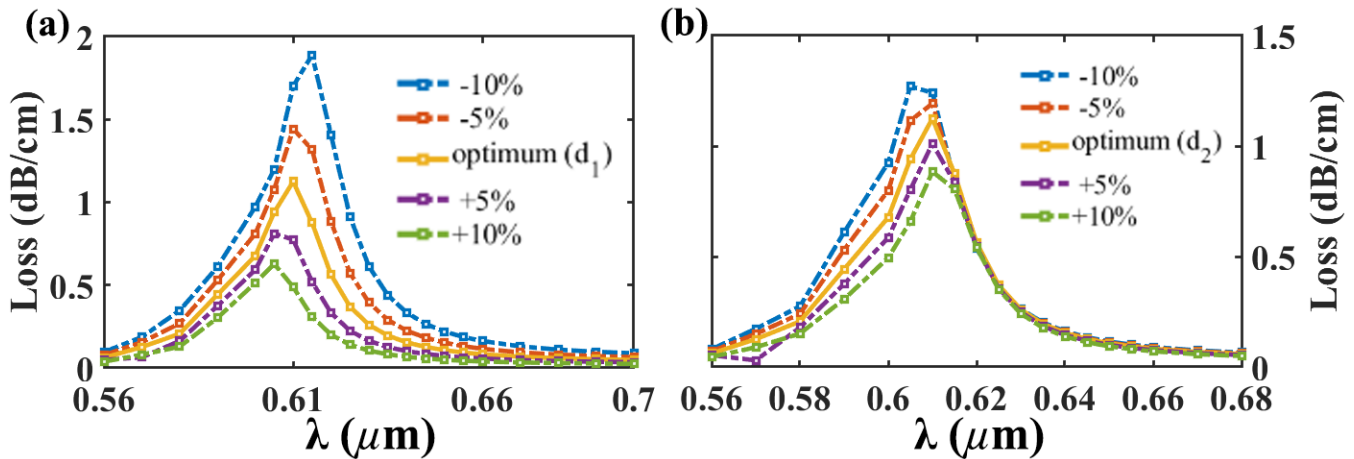 (a)
2
1.5
1
0.5
0
Loss (dB/cm)
-10%
-5%
optimum (d1)
+5%
+10%
0.56 0.61 0.66 0.7
λ (μm)
(b)
1.5
1
0.5
0
Loss (dB/cm)
-10%
-5%
optimum (d2)
+5%
+10%
0.56 0.58 0.6 0.62 0.64 0.66 0.68
λ (μm)